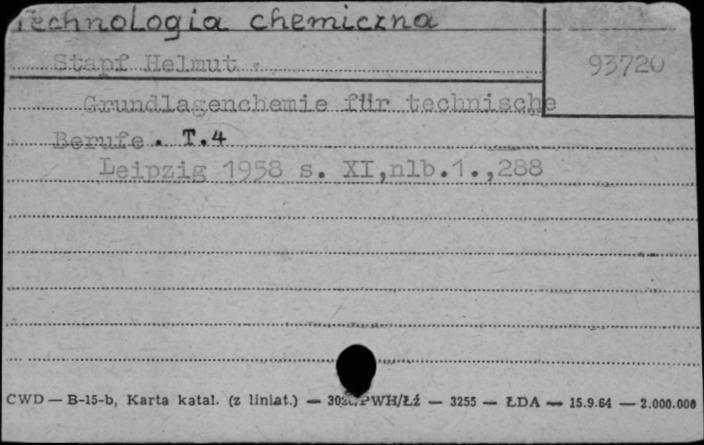 Technologia chemiczna
Stapf Helmut.
93720
Grundlagenchemie für technische
Berufe. T.4
Leipzig 1958 s. XI,nlb.1.,288
CWD — B-15-b, Karta katal. (z liniat.) — PWH/Łź — 3255 — ŁDA — 15.9.64 — 2.000.000